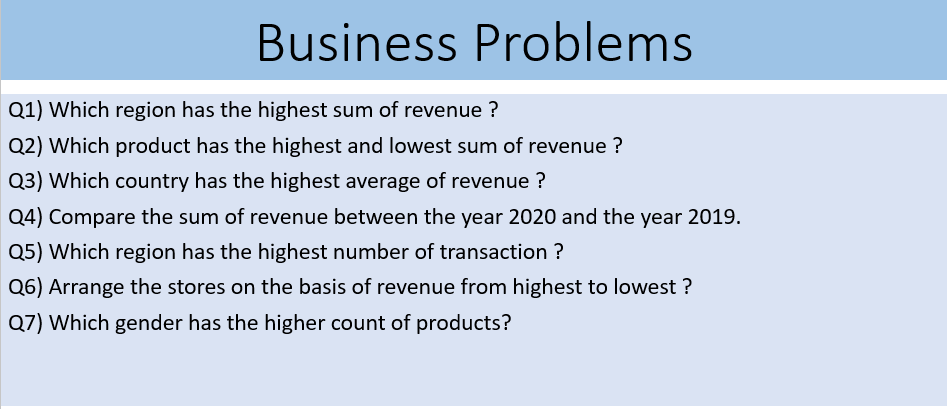 Business Problems
Q1) Which region has the highest sum of revenue ?
Q2) Which product has the highest and lowest sum of revenue ?
Q3) Which country has the highest average of revenue ?
Q4) Compare the sum of revenue between the year 2020 and the year 2019.
Q5) Which region has the highest number of transaction ?
Q6) Arrange the stores on the basis of revenue from highest to lowest ?
Q7) Which gender has the higher count of products?